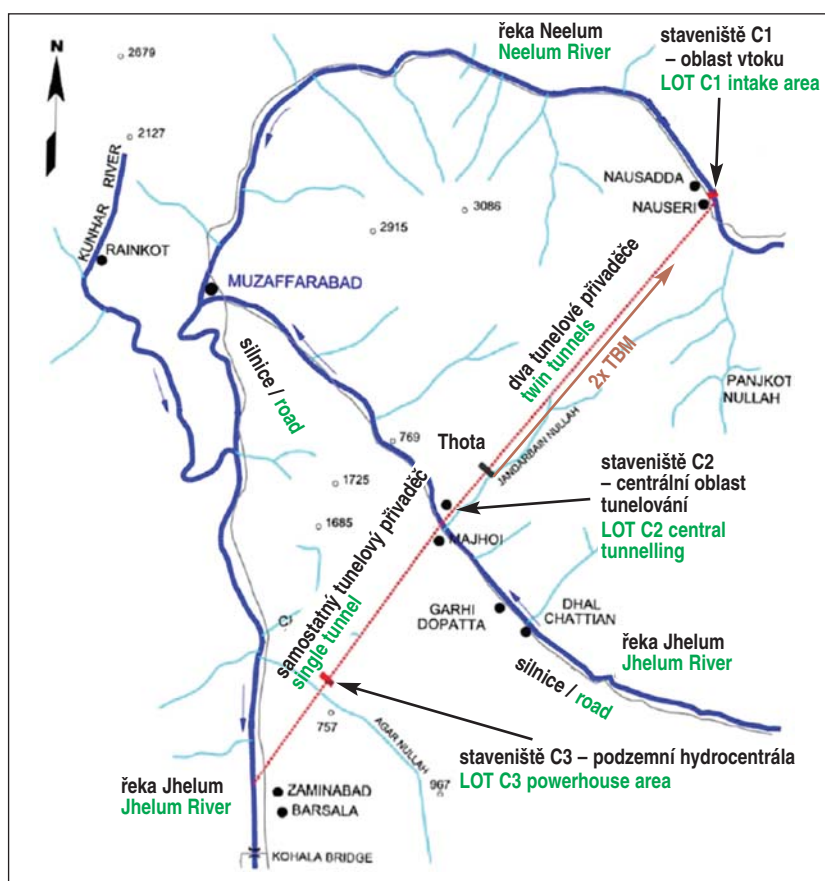 N
2679
2127
KUNHAR RIVER
RAINKOT
MUZAFFARABAD
řeka Neelum
Neelum River
staveniště C1
– oblast vtoku
LOT C1 intake area
NAUSADDA
NAUSERI
2915
3086
dva tunelové přivaděče
twin tunnels
2x TBM
PANJKOT
NULLAH
silnice / road
769
Thota
JANDARBAIN NULLAH
1725
1685
staveniště C2
– centrální oblast
tunelování
LOT C2 central
tunnelling
MAJHOI
samostatný tunelový přivaděč
single tunnel
GARHI
DOPATTA
DHAL
CHATTIAN
řeka Jhelum
Jhelum River
silnice / road
757
AGAR NULLAH
967
staveniště C3 – podzemní hydrocentrála
LOT C3 powerhouse area
řeka Jhelum
Jhelum River
ZAMINABAD
BARSALA
KOHALA BRIDGE